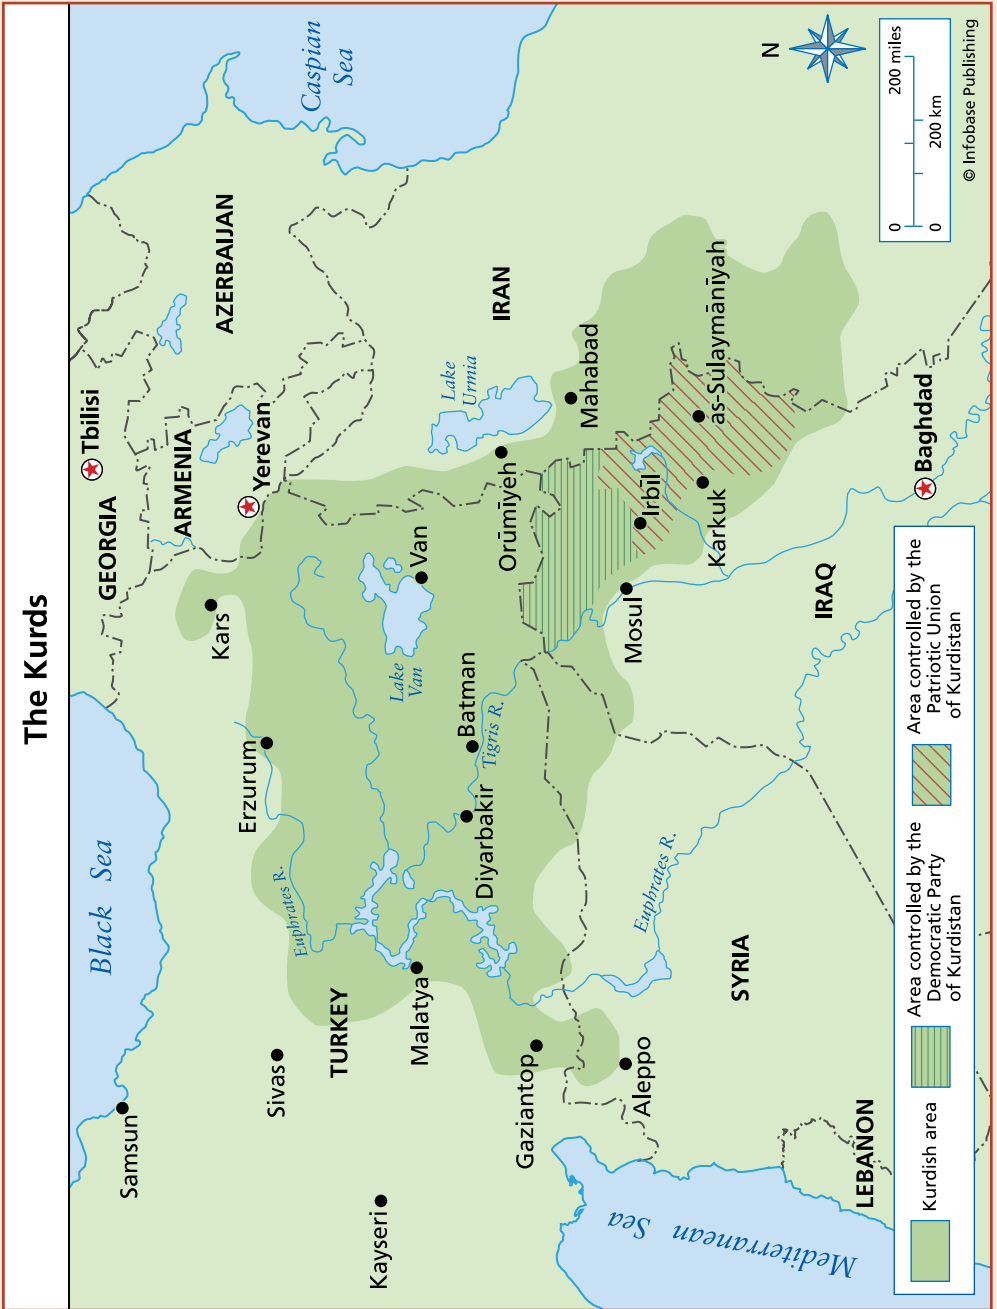 The Kurds
Black Sea
Caspian
Sea
GEORGIA
Tbilisi
ARMENIA
Yerevan
AZERBAIJAN
Samsun
Sivas
Kayseri
TURKEY
Erzurum
Kars
Euphrates R.
Malatya
Diyarbakir
Batman
Tigris R.
Lake
Van
Van
Gaziantop
Lake
Urmia
Orūmīyeh
IRAN
Mahabad
Mosul
Irbīl
Karkuk
as-Sulaymānīyah
Aleppo
Euphrates R.
SYRIA
IRAQ
Baghdad
LEBANON
Mediterranean Sea
N
0 200 miles
0 200 km
© Infobase Publishing
Kurdish area
Area controlled by the
Democratic Party
of Kurdistan
Area controlled by the
Patriotic Union
of Kurdistan